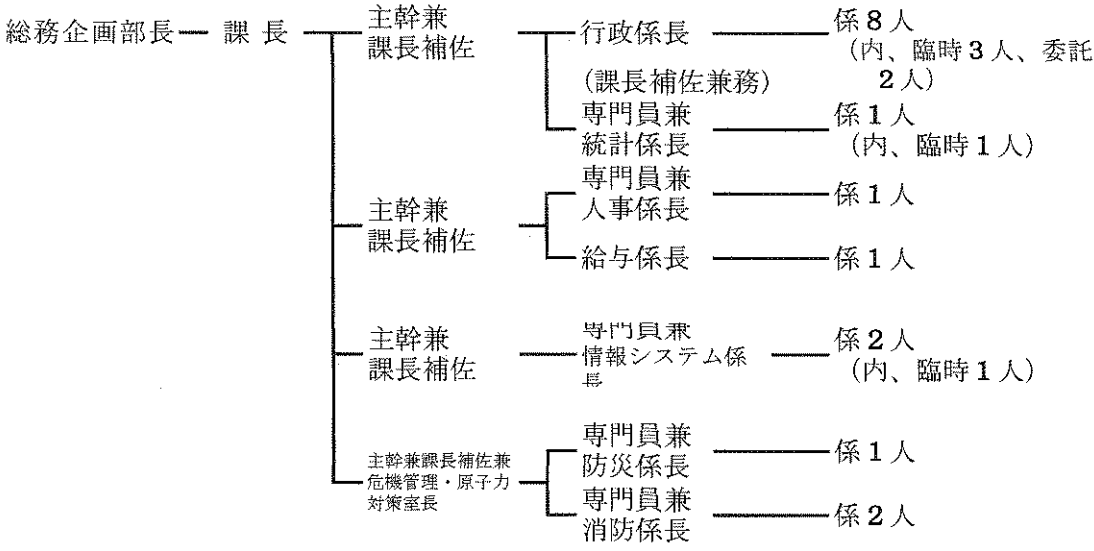 総務企画部長 課長
主幹兼
課長補佐
行政係長
(課長補佐兼務)
係8人
(内、臨時3人、委託
2人)
専門員兼
統計係長
係1人
(内、臨時1人)
主幹兼
課長補佐
専門員兼
人事係長
係1人
給与係長
係1人
主幹兼
課長補佐
専門員兼
情報システム係
長
係2人
(内、臨時1人)
主幹兼課長補佐兼
危機管理・原子力
対策室長
専門員兼
防災係長
係1人
専門員兼
消防係長
係2人